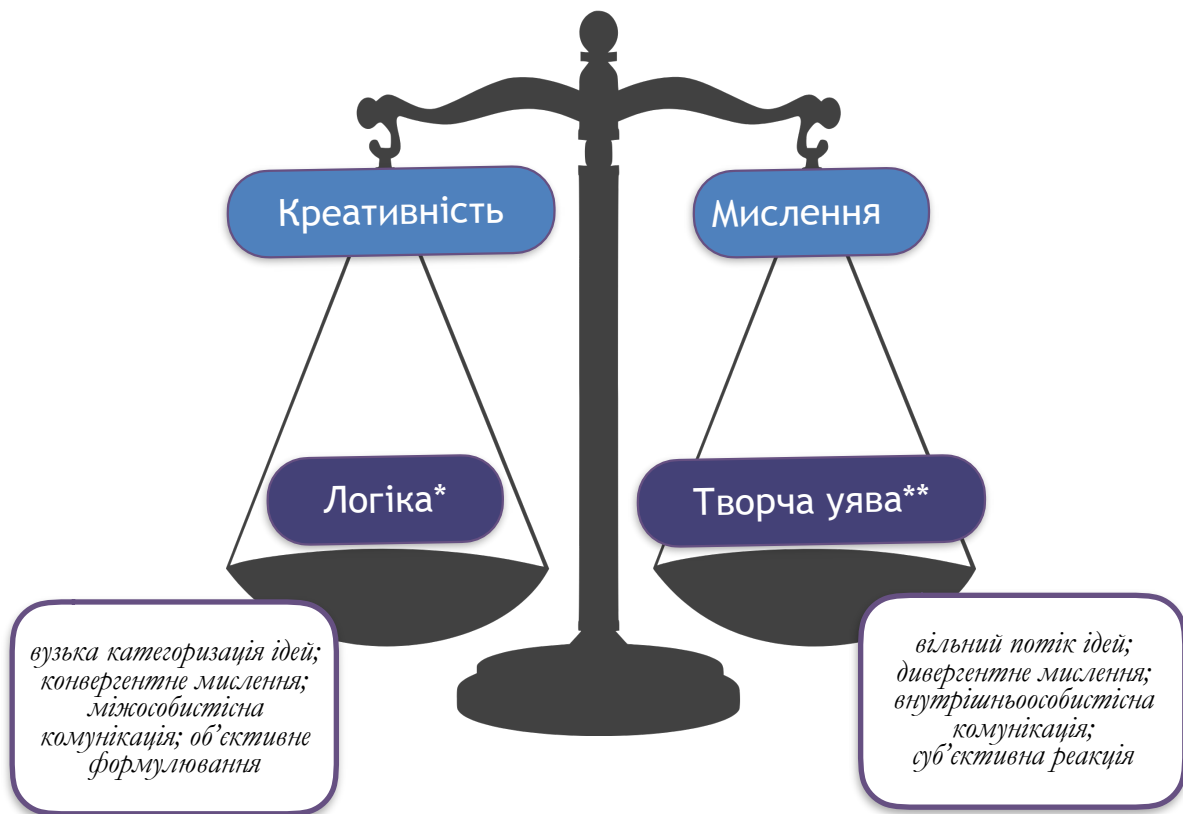 Креативність
Мислення
Логіка*
Творча уява**
вузька категоризація ідей;
конвергентне мислення;
міжособистісна
комунікація; об’єктивне
формулювання
вільний потік ідей;
дивергентне мислення;
внутрішньоособистісна
комунікація;
суб’єктивна реакція